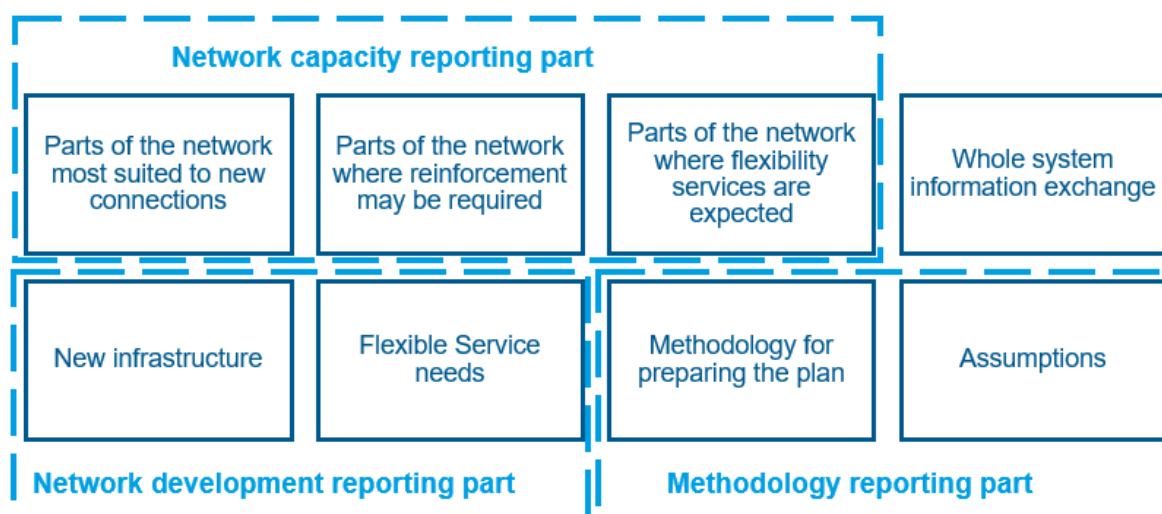 Network capacity reporting part
Parts of the network
most suited to new
connections
Parts of the network
where reinforcement
may be required
Parts of the network
where flexibility
services are
expected
Whole system
information exchange
New infrastructure
Flexible Service
needs
Methodology for
preparing the plan
Assumptions
Network development reporting part
Methodology reporting part